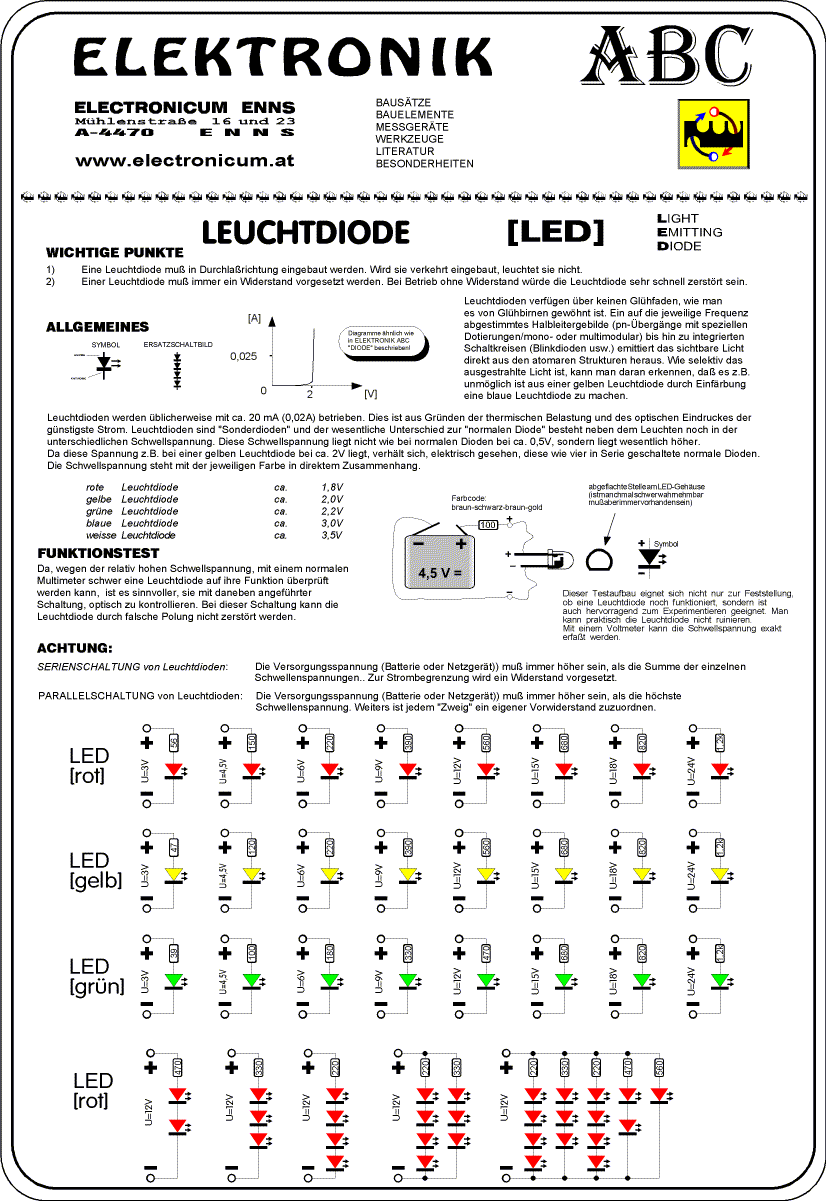 ELEKTRONIK
ABC
ELECTRONICUM ENNS
Mühlenstraße 16 und 23
A-4470 ENNS
www.electronicum.at
BAUSÄTZE
BAUELEMENTE
MESSGERÄTE
WERKZEUGE
LITERATUR
BESONDERHEITEN
LEUCHTDIODE [LED]
LIGHT
EMITTING
DIODE
WICHTIGE PUNKTE
1) Eine Leuchtdiode muß in Durchlaßrichtung eingebaut werden. Wird sie verkehrt eingebaut, leuchtet sie nicht.
2) Einer Leuchtdiode muß immer ein Widerstand vorgesetzt werden. Bei Betrieb ohne Widerstand würde die Leuchtdiode sehr schnell zerstört sein.
ALLGEMEINES
SYMBOL
ERSATZSCHALTBILD
[A]
0,025
0
2
[V]
Diagramme ähnlich wie
in ELEKTRONIK ABC
"DIODE" beschrieben!
Leuchtdioden verfügen über keinen Glühfaden, wie man
es von Glühbirnen gewöhnt ist. Ein auf die jeweilige Frequenz
abgestimmtes Halbleitergebilde (pn-Übergänge mit speziellen
Dotierungen/mono- oder multimodular) bis hin zu integrierten
Schaltkreisen (Blinkdioden usw.) emittiert das sichtbare Licht
direkt aus den atomaren Strukturen heraus. Wie selektiv das
ausgestrahlte Licht ist, kann man daran erkennen, daß es z.B.
unmöglich ist aus einer gelben Leuchtdiode durch Einfärbung
eine blaue Leuchtdiode zu machen.
Leuchtdioden werden üblicherweise mit ca. 20 mA (0,02A) betrieben. Dies ist aus Gründen der thermischen Belastung und des optischen Eindruckes der
günstigste Strom. Leuchtdioden sind "Sonderdioden" und der wesentliche Unterschied zur "normalen Diode" besteht neben dem Leuchten noch in der
unterschiedlichen Schwellspannung. Diese Schwellspannung liegt nicht wie bei normalen Dioden bei ca. 0,5V, sondern liegt wesentlich höher.
Da diese Spannung z.B. bei einer gelben Leuchtdiode bei ca. 2V liegt, verhält sich, elektrisch gesehen, diese wie vier in Serie geschaltete normale Dioden.
Die Schwellspannung steht mit der jeweiligen Farbe in direktem Zusammenhang.
rote Leuchtdiode ca. 1,8V
gelbe Leuchtdiode ca. 2,0V
grüne Leuchtdiode ca. 2,2V
blaue Leuchtdiode ca. 3,0V
weisse Leuchtdiode ca. 3,5V
FUNKTIONSTEST
Da, wegen der relativ hohen Schwellspannung, mit einem normalen
Multimeter schwer eine Leuchtdiode auf ihre Funktion überprüft
werden kann, ist es sinnvoller, sie mit daneben angeführter
Schaltung, optisch zu kontrollieren. Bei dieser Schaltung kann die
Leuchtdiode durch falsche Polung nicht zerstört werden.
Farbcode:
braun-schwarz-braun-gold
100
+
- +
4,5 V =
+
-
-
abgeflachte Stelle am LED-Gehäuse
(ist manchmal schwer wahrnehmbar
muß aber immer vorhanden sein)
+ Symbol
-
Dieser Testaufbau eignet sich nicht nur zur Feststellung,
ob eine Leuchtdiode noch funktioniert, sondern ist
auch hervorragend zum Experimentieren geeignet. Man
kann praktisch die Leuchtdiode nicht ruinieren.
Mit einem Voltmeter kann die Schwellspannung exakt
erfaßt werden.
ACHTUNG:
SERIENSCHALTUNG von Leuchtdioden: Die Versorgungsspannung (Batterie oder Netzgerät)) muß immer höher sein, als die Summe der einzelnen
Schwellenspannungen.. Zur Strombegrenzung wird ein Widerstand vorgesetzt.
PARALLELSCHALTUNG von Leuchtdioden: Die Versorgungsspannung (Batterie oder Netzgerät)) muß immer höher sein, als die höchste
Schwellenspannung. Weiters ist jedem "Zweig" ein eigener Vorwiderstand zuzuordnen.
LED
[rot]
U=3V 56
U=4,5V 150
U=6V 220
U=9V 390
U=12V 560
U=15V 680
U=18V 820
U=24V 1.2k
LED
[gelb]
U=3V 47
U=4,5V 120
U=6V 220
U=9V 390
U=12V 560
U=15V 680
U=18V 820
U=24V 1.2k
LED
[grün]
U=3V 39
U=4,5V 100
U=6V 180
U=9V 330
U=12V 470
U=15V 680
U=18V 820
U=24V 1.2k
LED
[rot]
U=12V 470
U=12V 330
U=12V 220
U=12V 220 330
U=12V 220 330 220 470 560